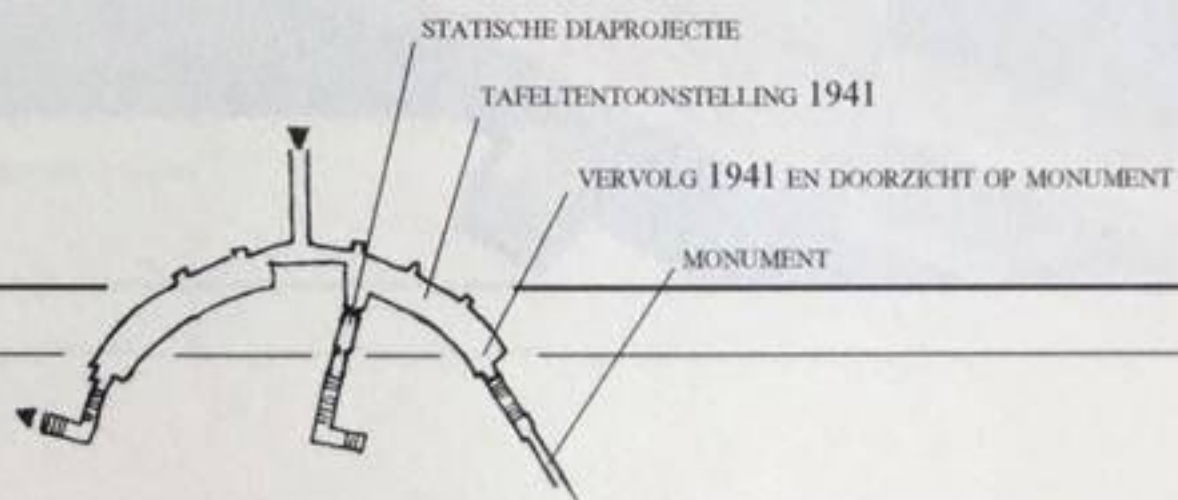 STATISCHE DIAPROJECTIE
TAFELTENTOONSTELLING 1941
VERVOLG 1941 EN DOORZICHT OP MONUMENT
MONUMENT